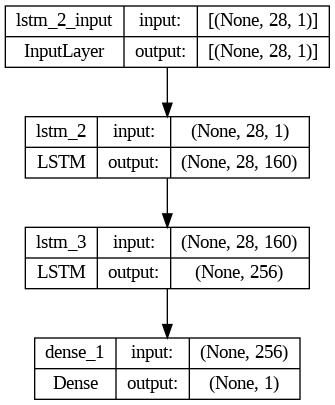 lstm_2_input input: [(None, 28, 1)]
InputLayer output: [(None, 28, 1)]
lstm_2 input: (None, 28, 1)
LSTM output: (None, 28, 160)
lstm_3 input: (None, 28, 160)
LSTM output: (None, 256)
dense_1 input: (None, 256)
Dense output: (None, 1)